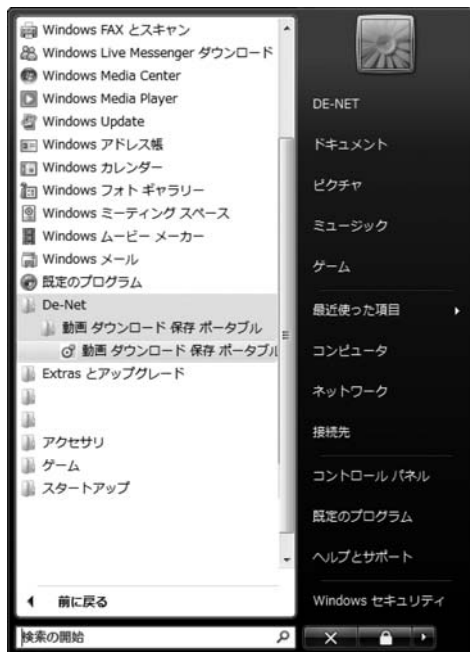 Windows FAX とスキャン
Windows Live Messenger ダウンロード
Windows Media Center
Windows Media Player
Windows Update
Windows アドレス帳
Windows カレンダー
Windows フォト ギャラリー
Windows ミーティング スペース
Windows ムービー メーカー
Windows メール
既定のプログラム
De-Net
動画 ダウンロード 保存 ポータブル
動画 ダウンロード 保存 ポータブル
Extras とアップグレード
アクセサリ
ゲーム
スタートアップ
前に戻る
検索の開始
DE-NET
ドキュメント
ピクチャ
ミュージック
ゲーム
最近使った項目
コンピュータ
ネットワーク
接続先
コントロール パネル
既定のプログラム
ヘルプとサポート
Windows セキュリティ